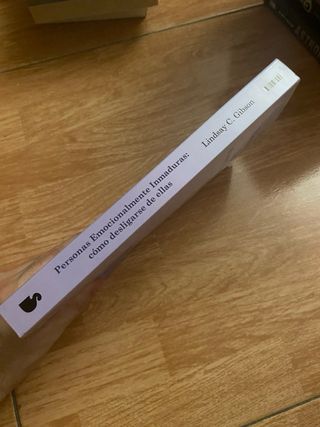 Personas Emocionalmente Inmaduras:
cómo desligarse de ellas
Lindsay C. Gibson